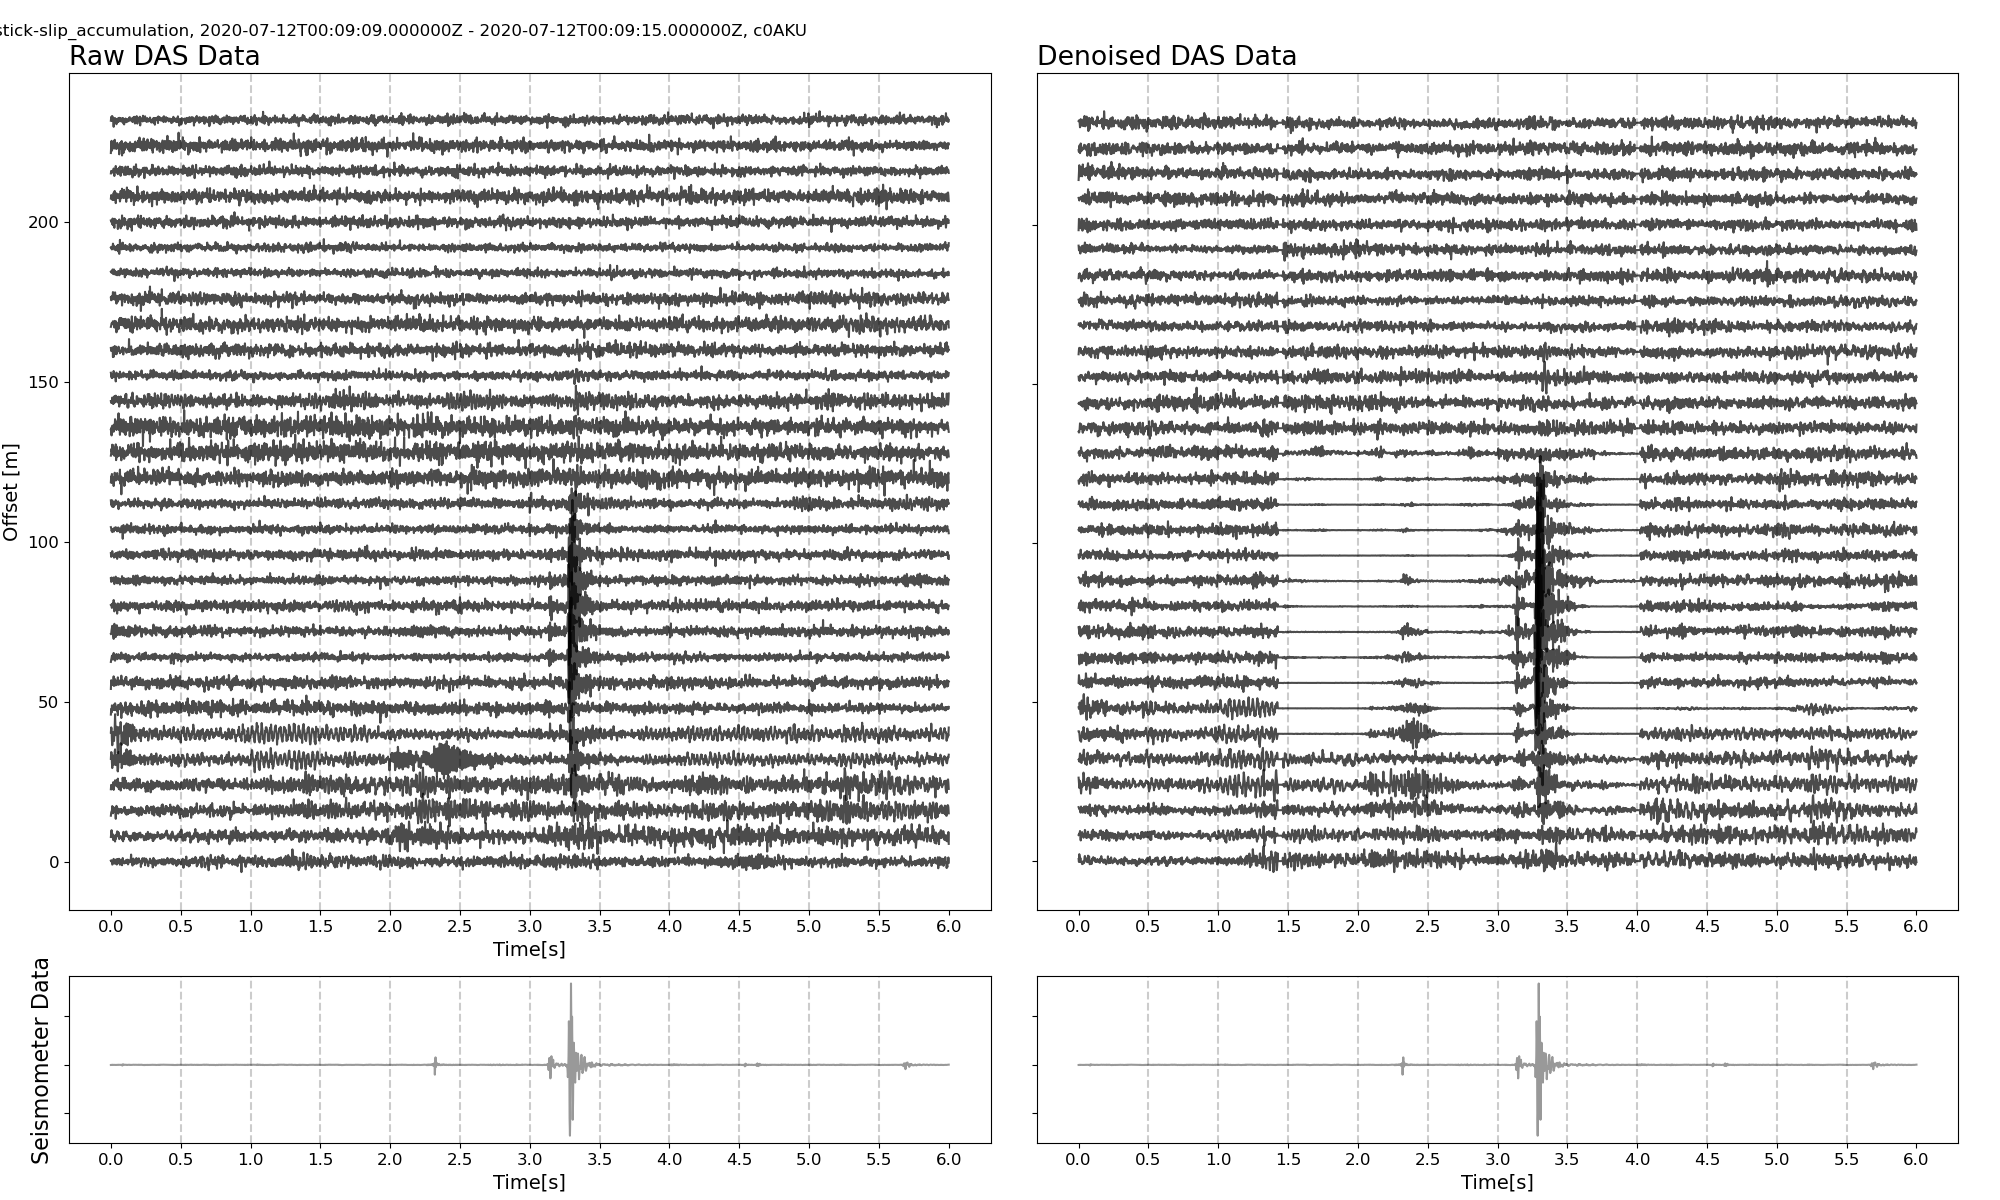 stick-slip_accumulation, 2020-07-12T00:09:09.000000Z - 2020-07-12T00:09:15.000000Z, c0AKU
Raw DAS Data
Denoised DAS Data
Offset [m]
200
150
100
50
0
0.0 0.5 1.0 1.5 2.0 2.5 3.0 3.5 4.0 4.5 5.0 5.5 6.0
Time[s]
0.0 0.5 1.0 1.5 2.0 2.5 3.0 3.5 4.0 4.5 5.0 5.5 6.0
Seismometer Data
0.0 0.5 1.0 1.5 2.0 2.5 3.0 3.5 4.0 4.5 5.0 5.5 6.0
Time[s]
0.0 0.5 1.0 1.5 2.0 2.5 3.0 3.5 4.0 4.5 5.0 5.5 6.0
Time[s]